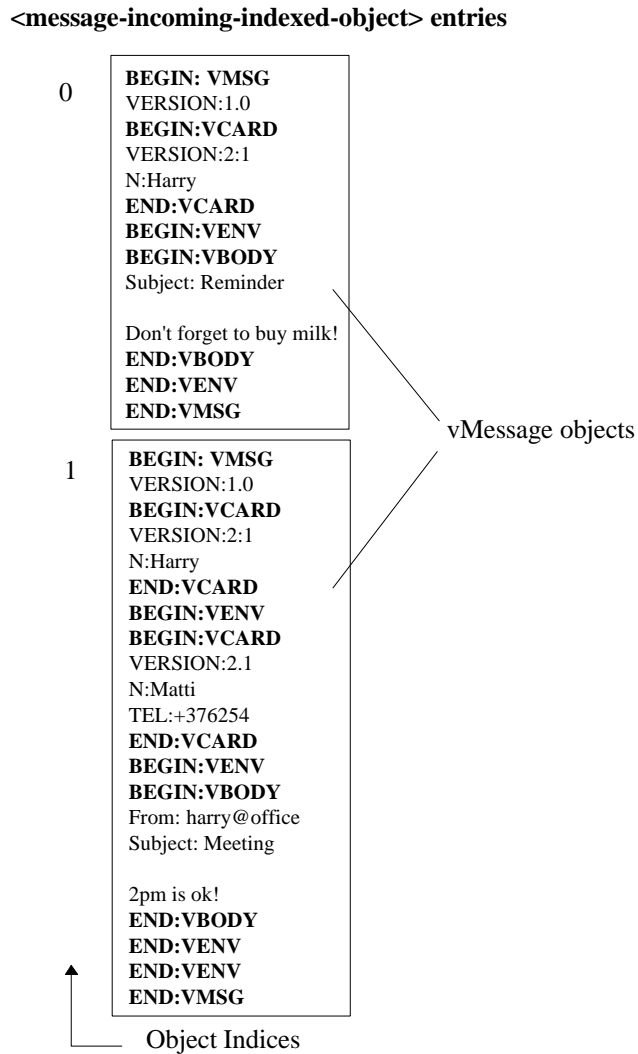 <message-incoming-indexed-object> entries
0
BEGIN: VMSG
VERSION:1.0
BEGIN:VCARD
VERSION:2:1
N:Harry
END:VCARD
BEGIN:VENV
BEGIN:VBODY
Subject: Reminder
Don't forget to buy milk!
END:VBODY
END:VENV
END:VMSG
vMessage objects
1
BEGIN: VMSG
VERSION:1.0
BEGIN:VCARD
VERSION:2:1
N:Harry
END:VCARD
BEGIN:VENV
BEGIN:VCARD
VERSION:2.1
N:Matti
TEL:+376254
END:VCARD
BEGIN:VENV
BEGIN:VBODY
From: harry@office
Subject: Meeting
2pm is ok!
END:VBODY
END:VENV
END:VENV
END:VMSG
Object Indices